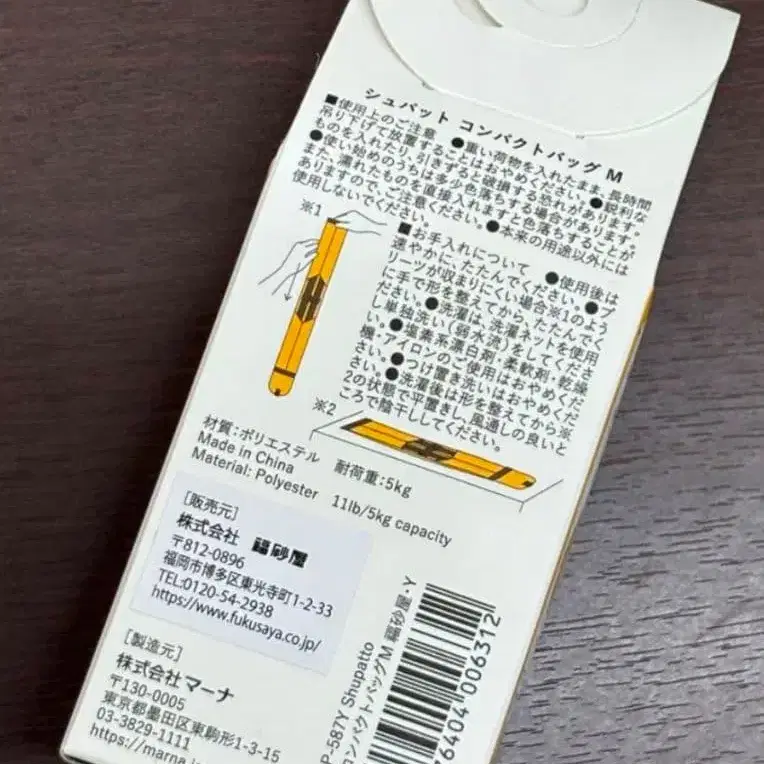 シュパット コンパクトバッグ M
■使用上のご注意 ●重い荷物を入れたまま、長時間
吊り下げて放置することはおやめください。●鋭利な
ものを入れたり、引きずると破損する恐れがあります。
●使い始めのうちは多少色落ちする場合があります。
また、濡れたものを直接入れますと色落ちすることが
ありますので、ご注意ください。●本来の用途以外には
使用しないでください。
※1
■お手入れについて ●使用後は
速やかに、たたんでください。●プ
リーツが収まりにくい場合※1のよう
に手で形を整えてから、たたんでく
ださい。●洗濯は、洗濯ネットを使用
し単独洗い(弱水流)をしてくださ
い。●塩素系漂白剤・柔軟剤、乾燥
機・アイロンのご使用はおやめくだ
さい。●つけ置き洗いはおやめくだ
さい。●洗濯後は形を整えてから※
2の状態で平置きし、風通しの良いと
ころで陰干ししてください。
※2
材質:ポリエステル
Made in China
Material: Polyester
耐荷重:5kg
11lb/5kg capacity
[販売元]
株式会社 福砂屋
〒812-0896
福岡市博多区東光寺町1-2-33
TEL:0120-54-2938
https://www.fukusaya.co.jp/
[製造元]
株式会社マーナ
〒130-0005
東京都墨田区東駒形1-3-15
03-3829-1111
https://marna.j
P-587Y Shupatto
コンパクトバッグM 福砂屋・Y
76404 006312